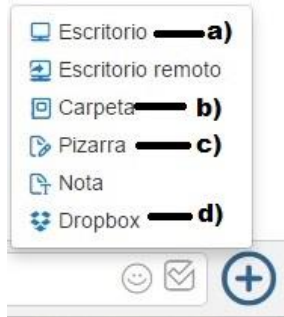 Escritorio a)
Escritorio remoto
Carpeta b)
Pizarra c)
Nota
Dropbox d)